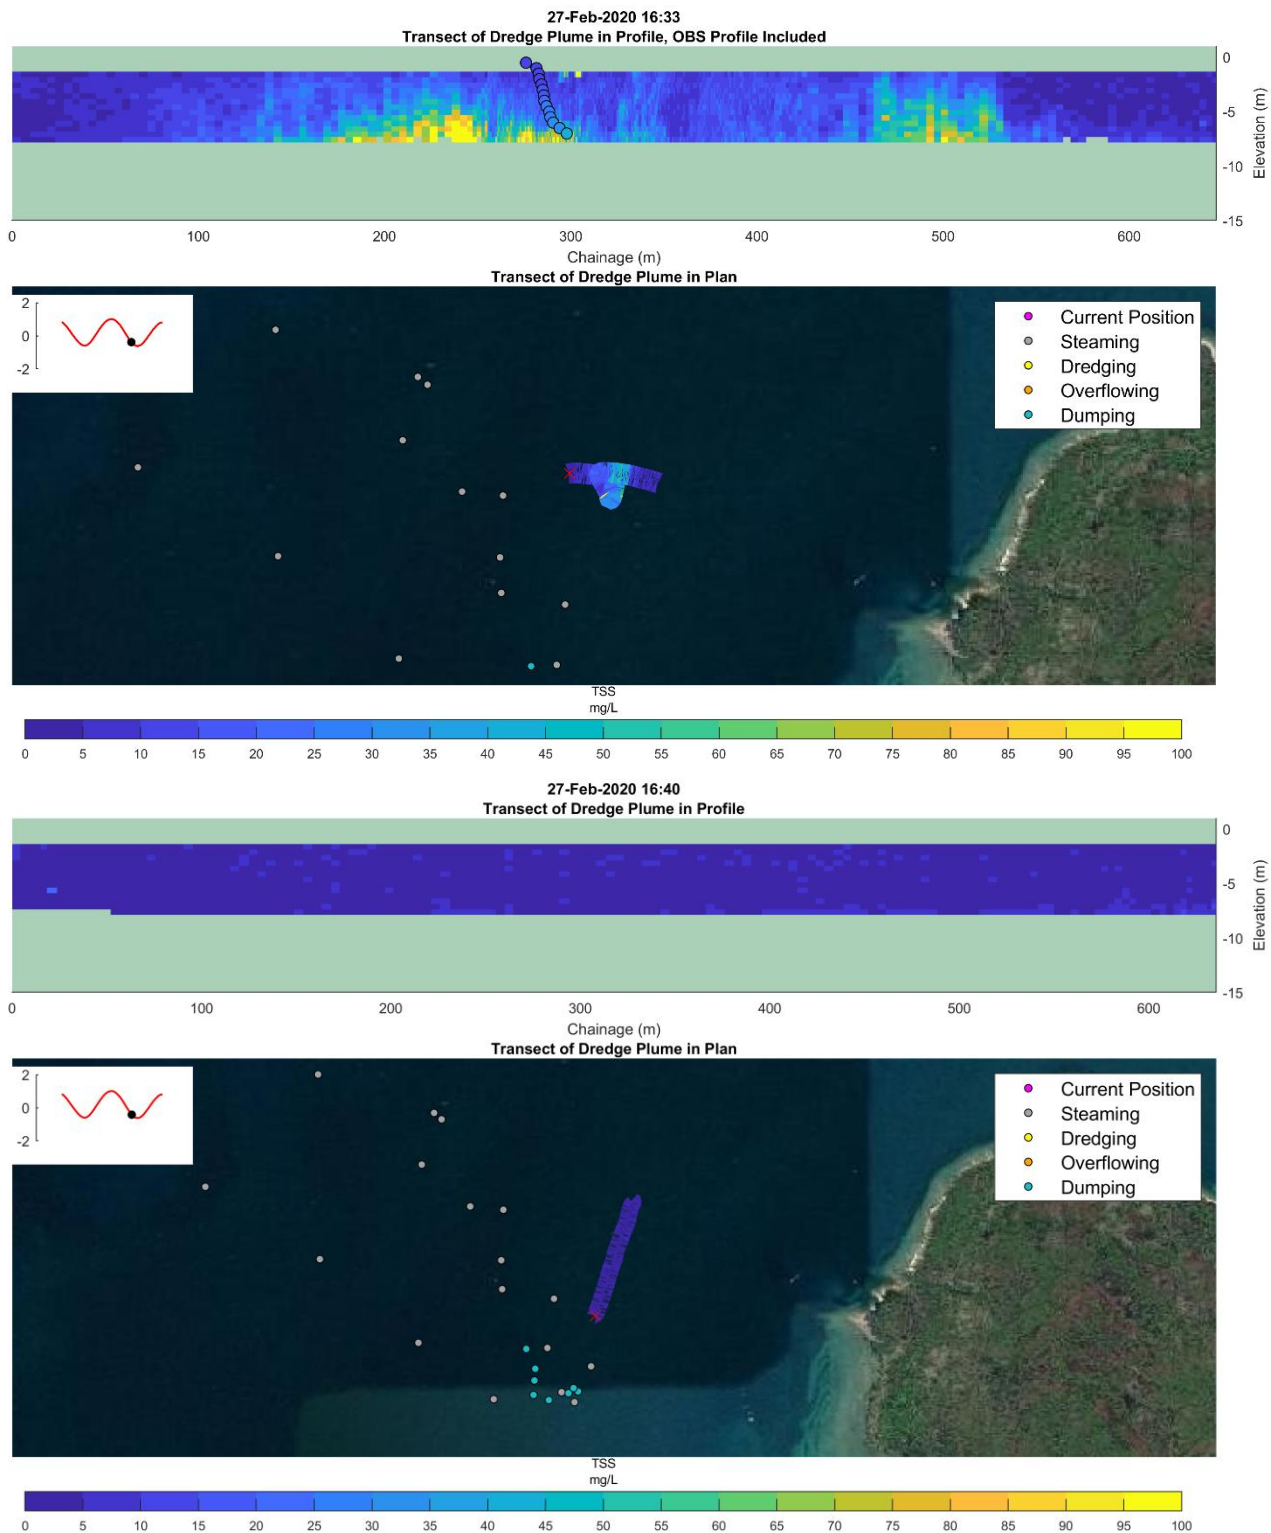 27-Feb-2020 16:33
Transect of Dredge Plume in Profile, OBS Profile Included
0
-5
-10
-15
Elevation (m)
0 100 200 300 400 500 600
Chainage (m)
Transect of Dredge Plume in Plan
2
0
-2
Current Position
Steaming
Dredging
Overflowing
Dumping
TSS
mg/L
0 5 10 15 20 25 30 35 40 45 50 55 60 65 70 75 80 85 90 95 100
27-Feb-2020 16:40
Transect of Dredge Plume in Profile
0
-5
-10
-15
Elevation (m)
0 100 200 300 400 500 600
Chainage (m)
Transect of Dredge Plume in Plan
2
0
-2
Current Position
Steaming
Dredging
Overflowing
Dumping
TSS
mg/L
0 5 10 15 20 25 30 35 40 45 50 55 60 65 70 75 80 85 90 95 100